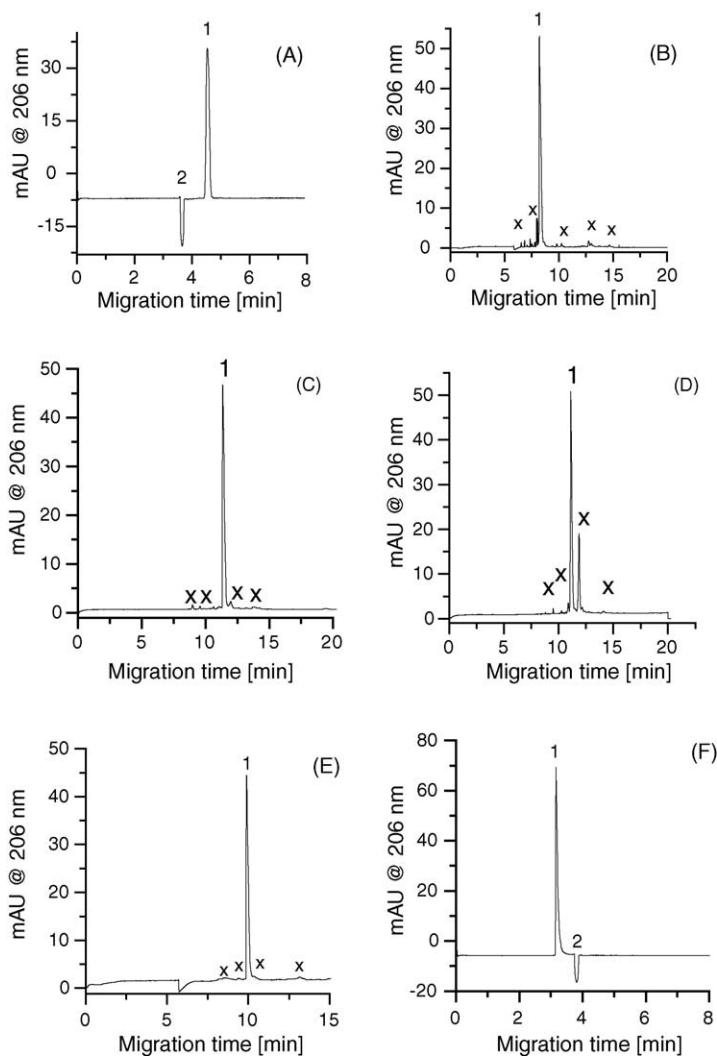 (A)
1
2
mAU @ 206 nm
30
15
0
-15
0 2 4 6 8
Migration time [min]
(B)
1
x x x x x
mAU @ 206 nm
50
40
30
20
10
0
0 5 10 15 20
Migration time [min]
(C)
1
x x x x
mAU @ 206 nm
50
40
30
20
10
0
0 5 10 15 20
Migration time [min]
(D)
1
x x x x
mAU @ 206 nm
50
40
30
20
10
0
0 5 10 15 20
Migration time [min]
(E)
1
x x x x
mAU @ 206 nm
50
40
30
20
10
0
0 5 10 15
Migration time [min]
(F)
1
2
mAU @ 206 nm
80
60
40
20
0
-20
0 2 4 6 8
Migration time [min]